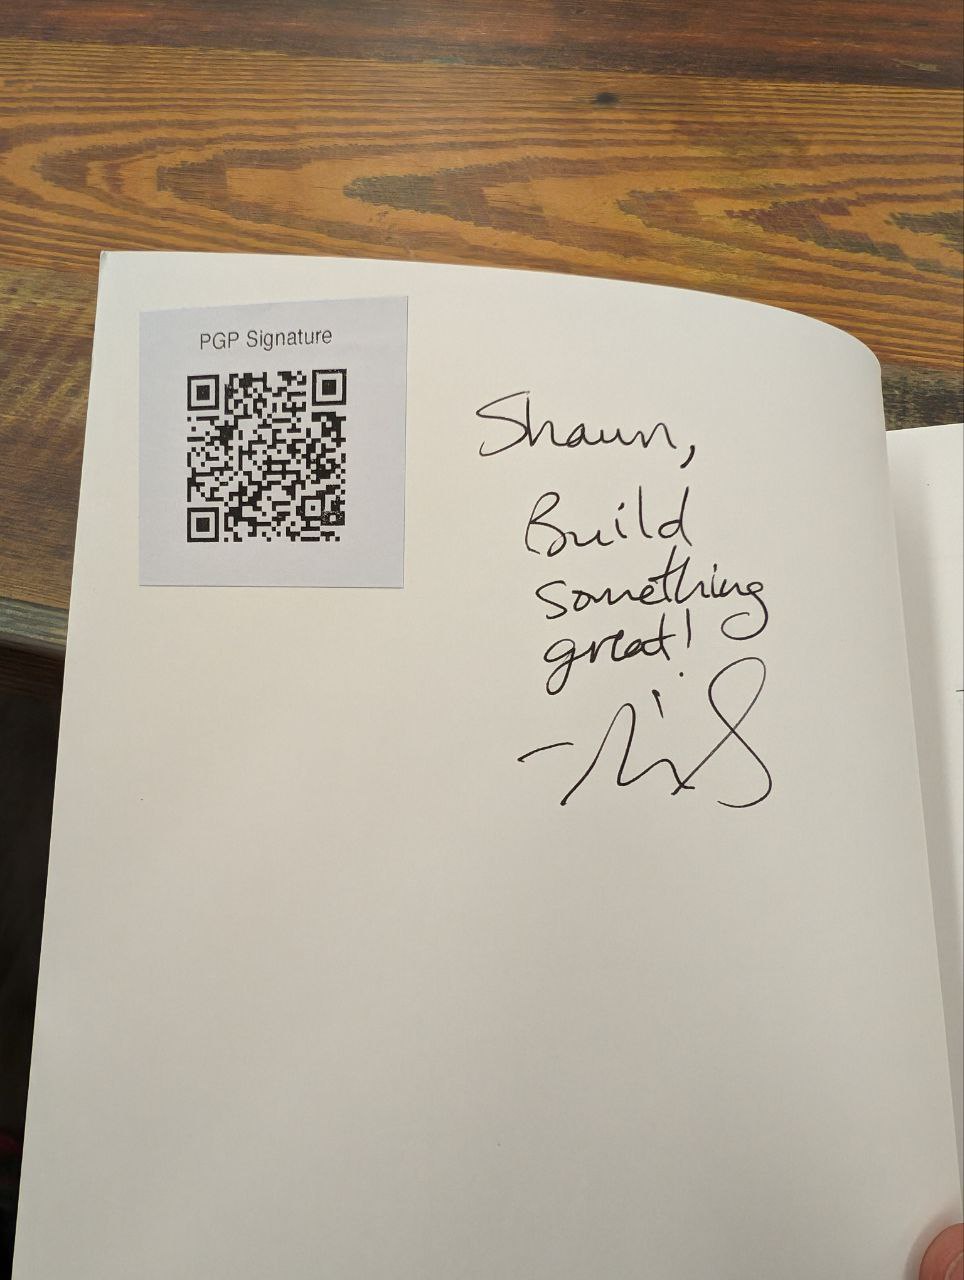 PGP Signature
Shaun,
Build
something
great!